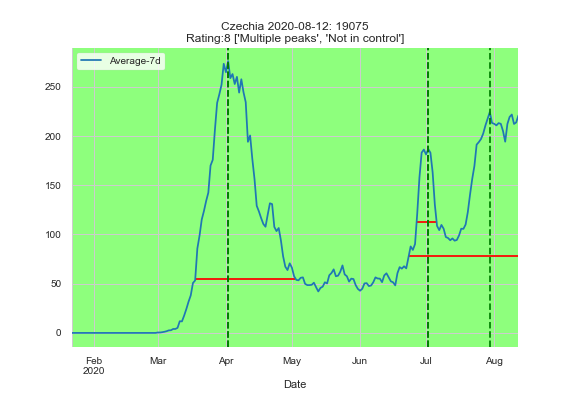 Czechia 2020-08-12: 19075
Rating:8 ['Multiple peaks', 'Not in control']
Average-7d
250
200
150
100
50
0
Feb Mar Apr May Jun Jul Aug
2020
Date